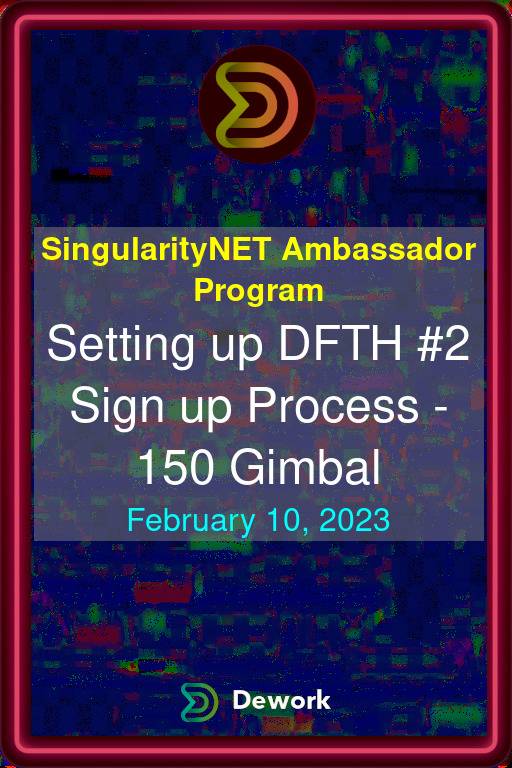 SingularityNET Ambassador
Program
Setting up DFTH #2
Sign up Process -
150 Gimbal
February 10, 2023
Dework